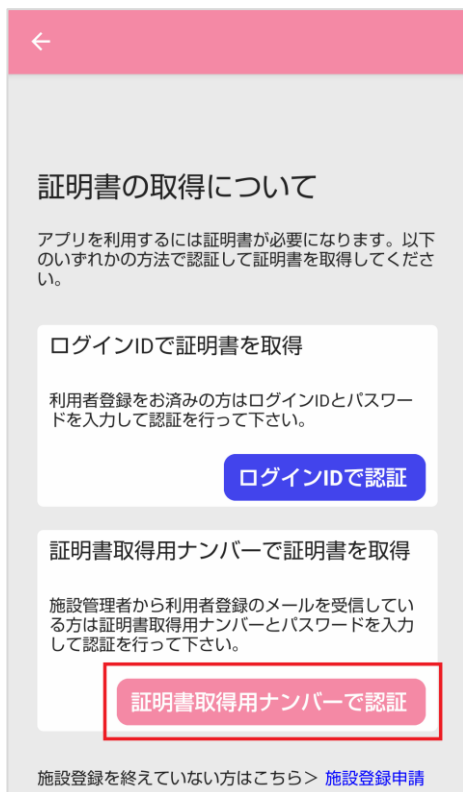 証明書の取得について
アプリを利用するには証明書が必要になります。以下
のいずれかの方法で認証して証明書を取得してくださ
い。
ログインIDで証明書を取得
利用者登録をお済みの方はログインIDとパスワー
ドを入力して認証を行って下さい。
ログインIDで認証
証明書取得用ナンバーで証明書を取得
施設管理者から利用者登録のメールを受信してい
る方は証明書取得用ナンバーとパスワードを入力
して認証を行って下さい。
証明書取得用ナンバーで認証
施設登録を終えていない方はこちら＞ 施設登録申請